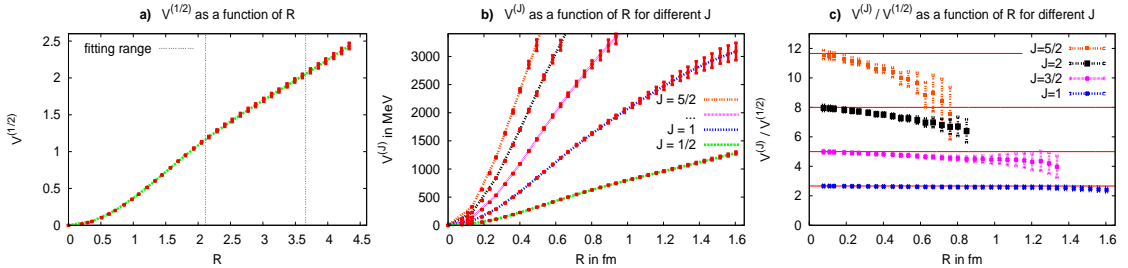 a) V(1/2) as a function of R
fitting range
V(1/2)
2.5
2.0
1.5
1.0
0.5
0.0
0 0.5 1 1.5 2 2.5 3 3.5 4 4.5
R
b) V(J) as a function of R for different J
V(J) in MeV
3000
2500
2000
1500
1000
500
0
J = 5/2
...
J = 1
J = 1/2
0 0.2 0.4 0.6 0.8 1 1.2 1.4 1.6
R in fm
c) V(J) / V(1/2) as a function of R for different J
V(J) / V(1/2)
12
10
8
6
4
2
0
J=5/2
J=2
J=3/2
J=1
0 0.2 0.4 0.6 0.8 1 1.2 1.4 1.6
R in fm